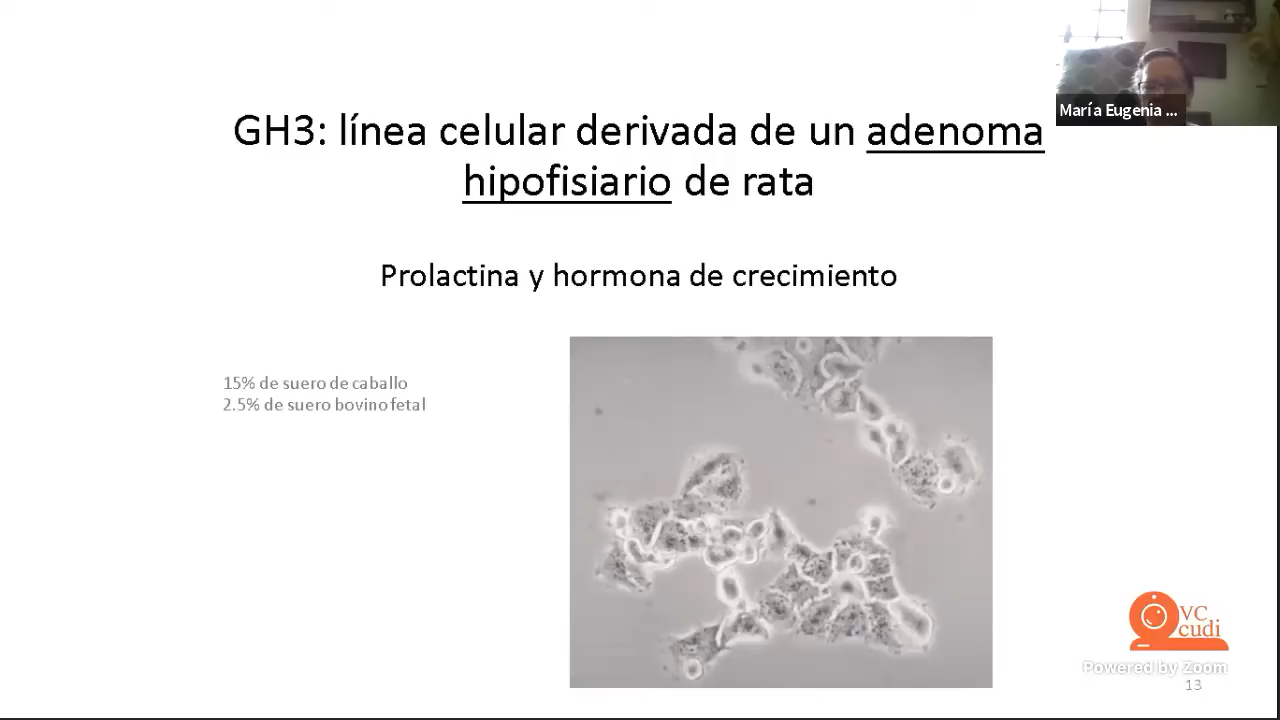 María Eugenia ...
GH3: línea celular derivada de un adenoma
hipofisiario de rata
Prolactina y hormona de crecimiento
15% de suero de caballo
2.5% de suero bovino fetal
VC
cudi
Powered by Zoom
13